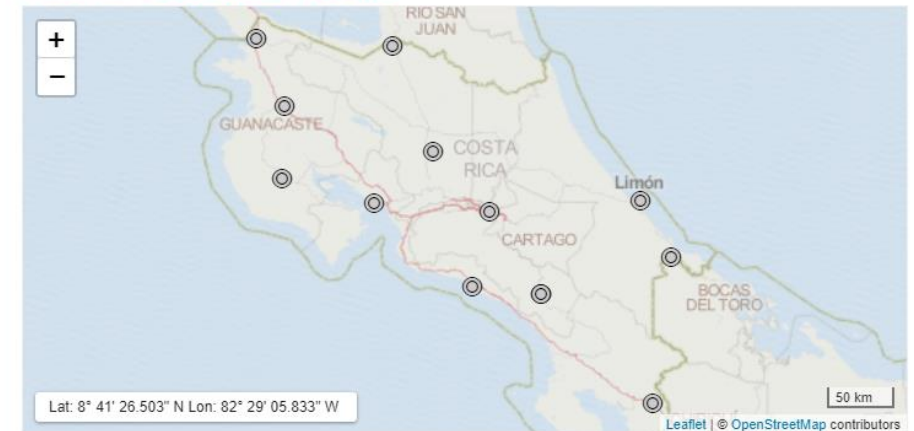 RIO SAN
JUAN
+
−
GUANACASTE
COSTA
RICA
Limón
CARTAGO
BOCAS
DEL TORO
50 km
Lat: 8° 41' 26.503" N Lon: 82° 29' 05.833" W
Leaflet | © OpenStreetMap contributors